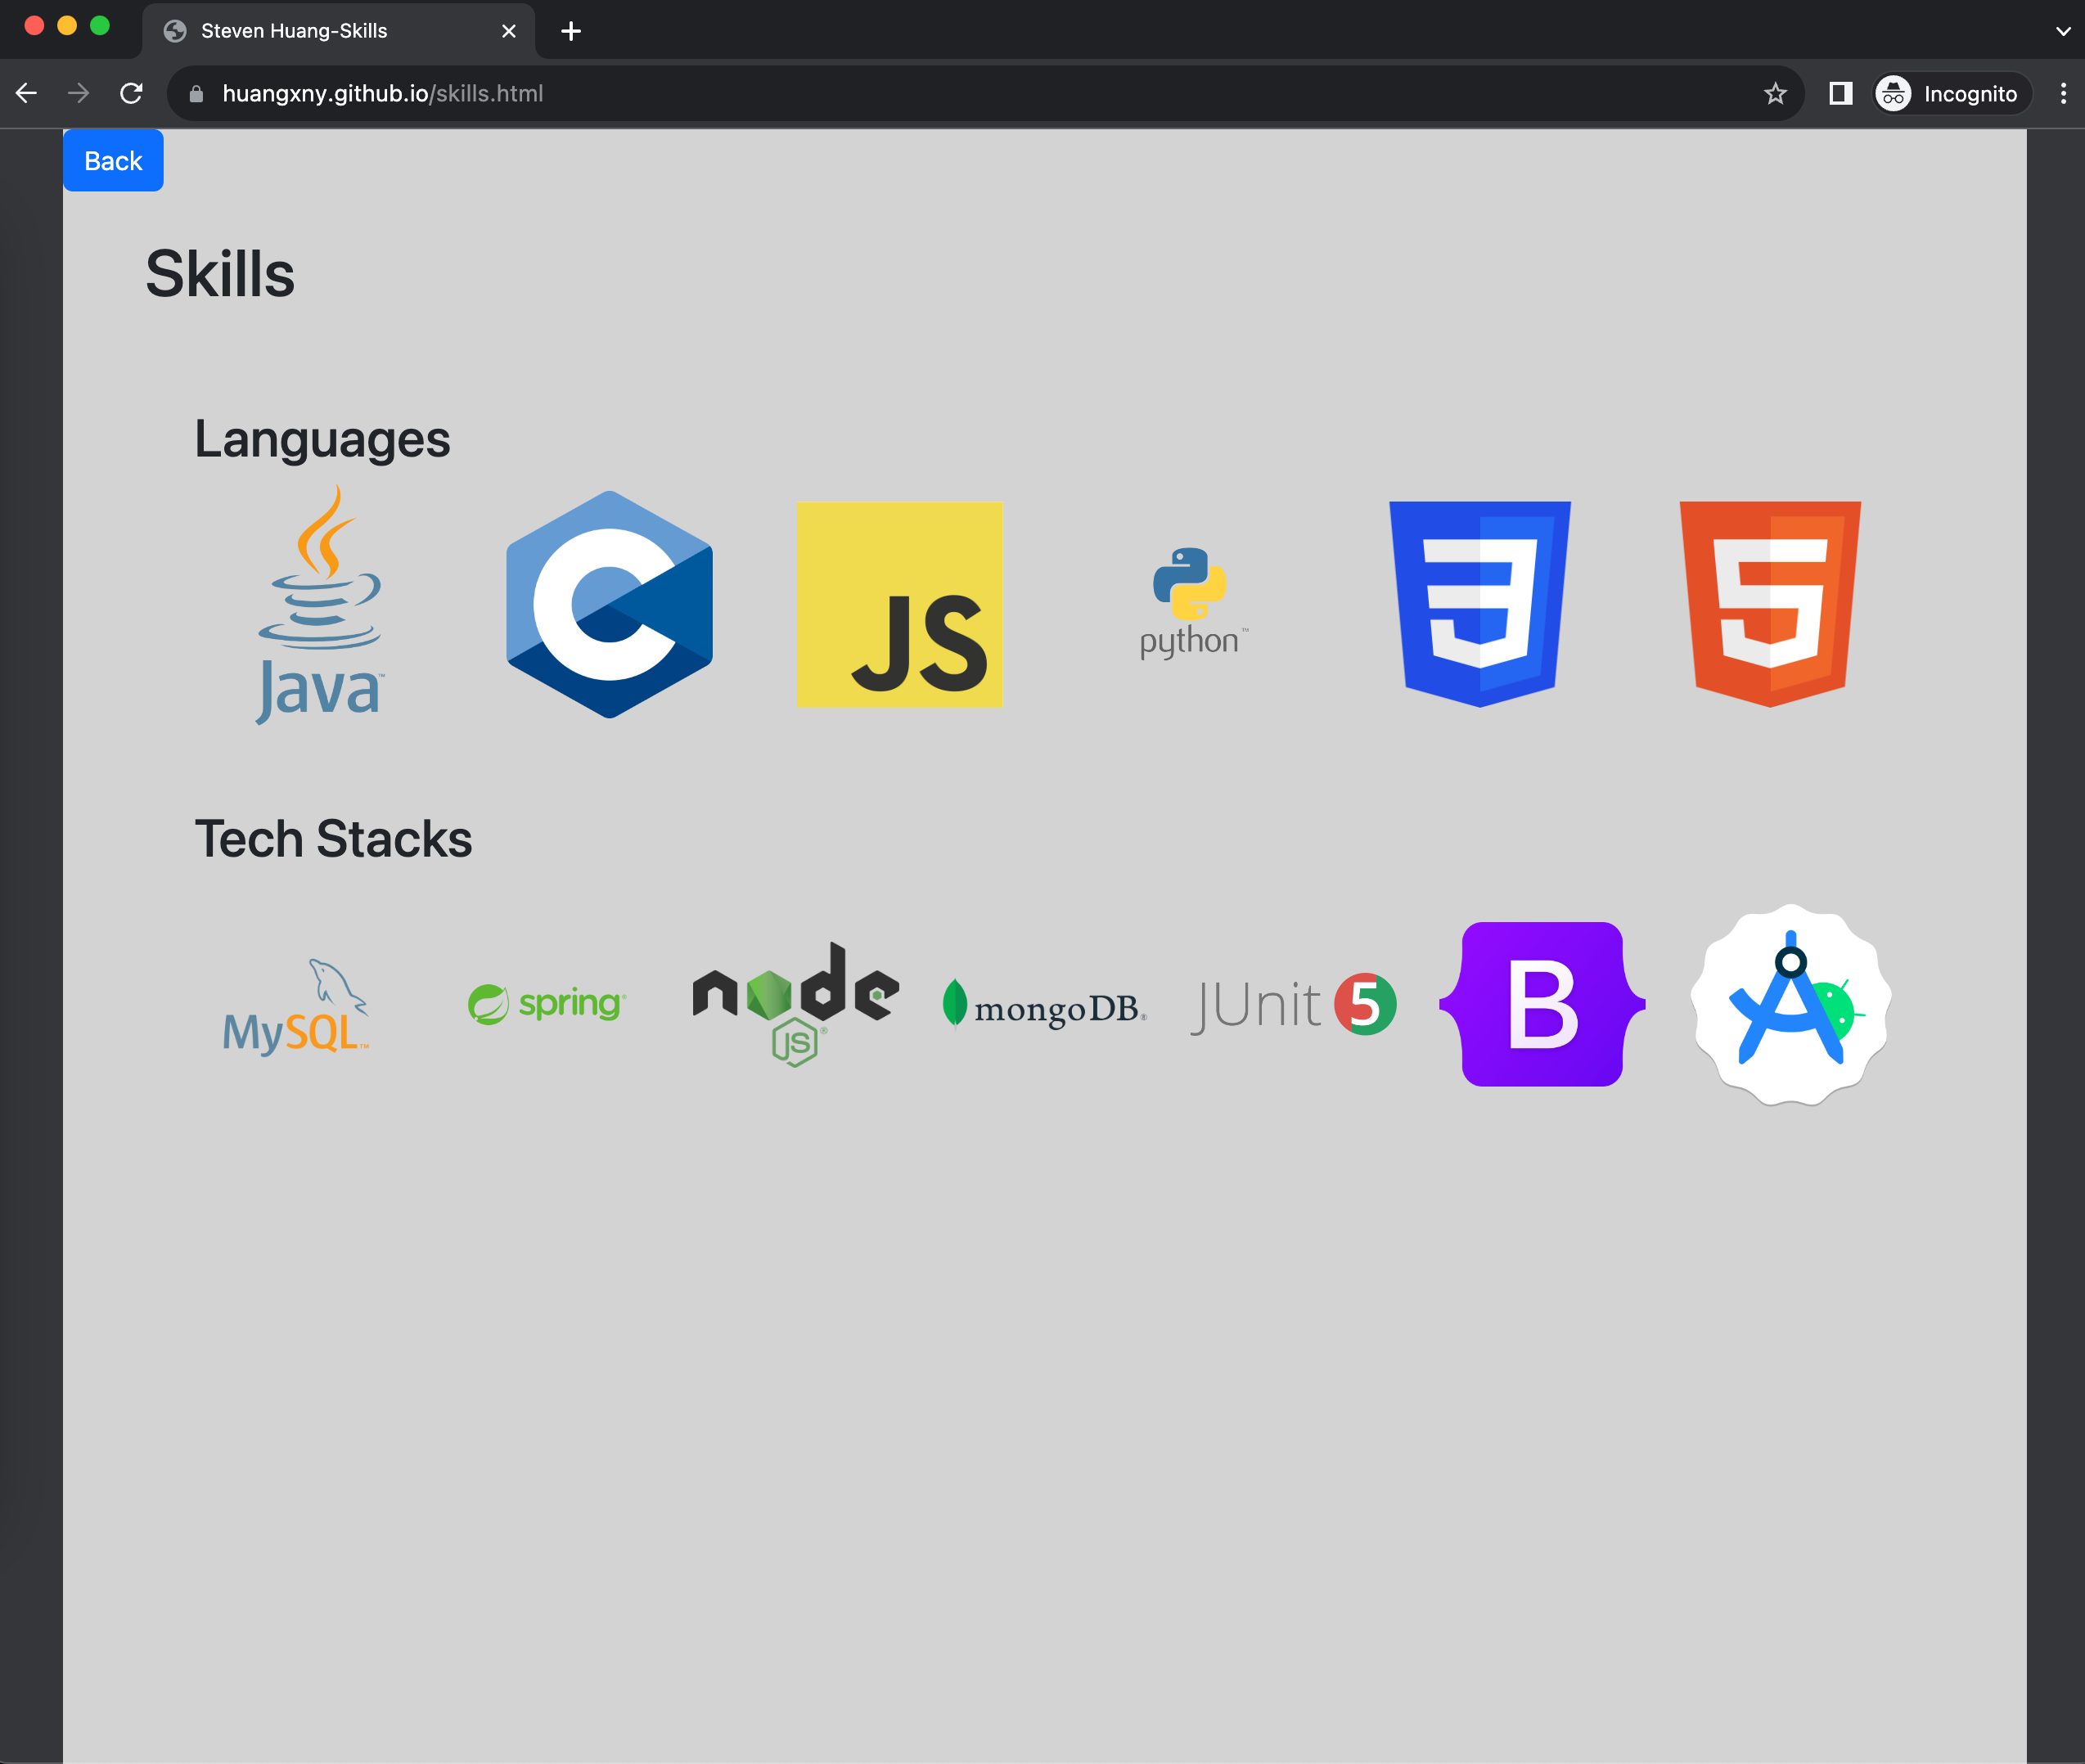 Steven Huang-Skills
huangxny.github.io/skills.html
Incognito
Back
Skills
Languages
Java™
C
JS
python™
3
5
Tech Stacks
MySQL™
spring®
node
JS®
mongoDB®
JUnit 5
B